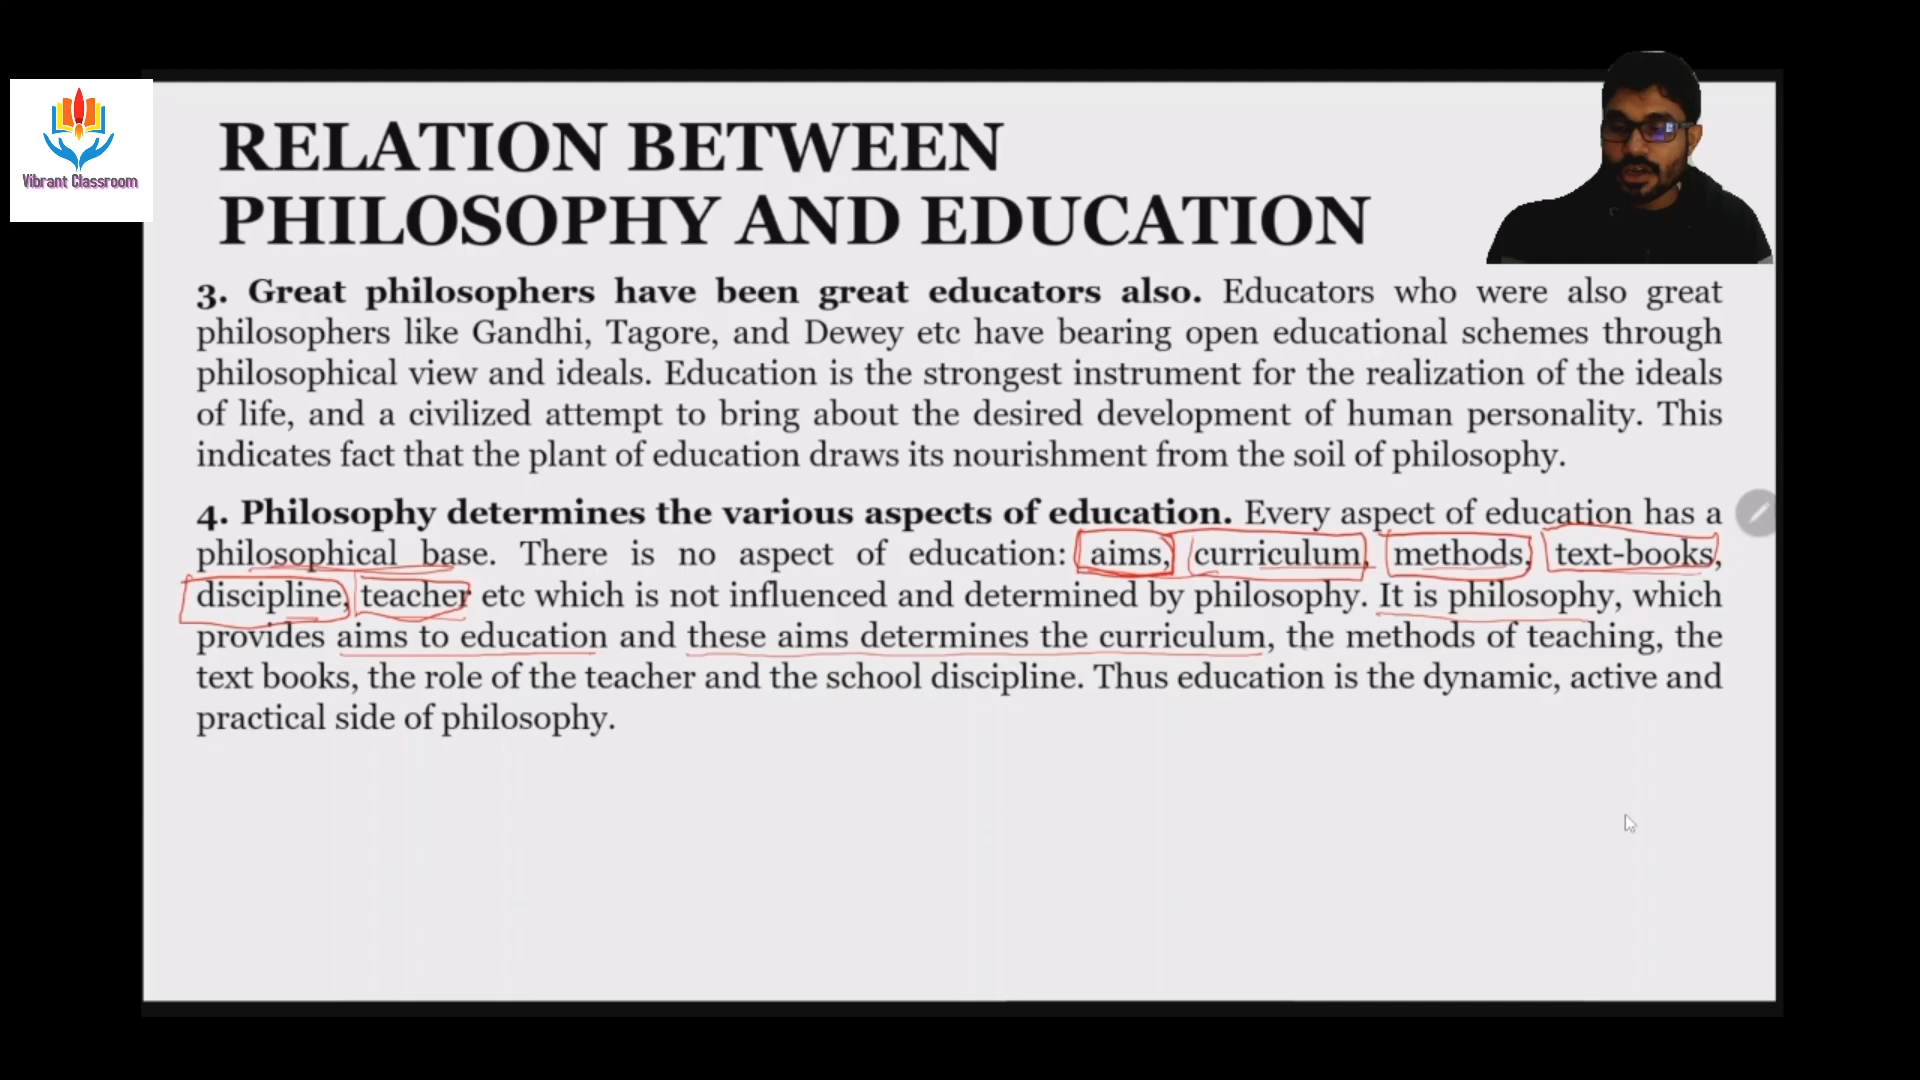 Vibrant Classroom
RELATION BETWEEN
PHILOSOPHY AND EDUCATION
3. Great philosophers have been great educators also. Educators who were also great
philosophers like Gandhi, Tagore, and Dewey etc have bearing open educational schemes through
philosophical view and ideals. Education is the strongest instrument for the realization of the ideals
of life, and a civilized attempt to bring about the desired development of human personality. This
indicates fact that the plant of education draws its nourishment from the soil of philosophy.
4. Philosophy determines the various aspects of education. Every aspect of education has a
philosophical base. There is no aspect of education: aims, curriculum, methods, text-books,
discipline, teacher etc which is not influenced and determined by philosophy. It is philosophy, which
provides aims to education and these aims determines the curriculum, the methods of teaching, the
text books, the role of the teacher and the school discipline. Thus education is the dynamic, active and
practical side of philosophy.